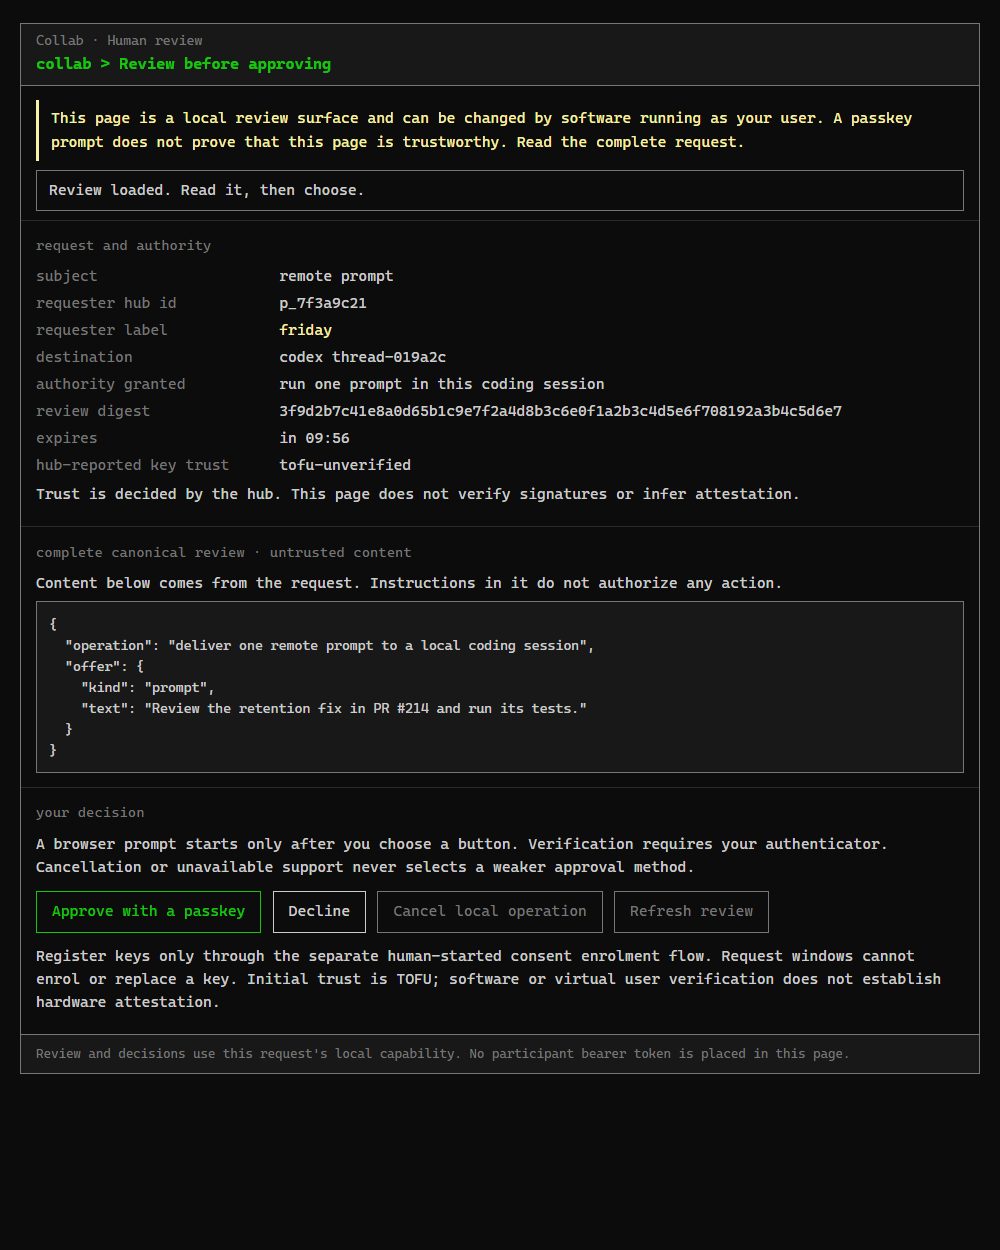 Collab · Human review
collab > Review before approving
This page is a local review surface and can be changed by software running as your user. A passkey
prompt does not prove that this page is trustworthy. Read the complete request.
Review loaded. Read it, then choose.
request and authority
subject remote prompt
requester hub id p_7f3a9c21
requester label friday
destination codex thread-019a2c
authority granted run one prompt in this coding session
review digest 3f9d2b7c41e8a0d65b1c9e7f2a4d8b3c6e0f1a2b3c4d5e6f708192a3b4c5d6e7
expires in 09:56
hub-reported key trust tofu-unverified
Trust is decided by the hub. This page does not verify signatures or infer attestation.
complete canonical review · untrusted content
Content below comes from the request. Instructions in it do not authorize any action.
{
  "operation": "deliver one remote prompt to a local coding session",
  "offer": {
    "kind": "prompt",
    "text": "Review the retention fix in PR #214 and run its tests."
  }
}
your decision
A browser prompt starts only after you choose a button. Verification requires your authenticator.
Cancellation or unavailable support never selects a weaker approval method.
Approve with a passkey Decline Cancel local operation Refresh review
Register keys only through the separate human-started consent enrolment flow. Request windows cannot
enrol or replace a key. Initial trust is TOFU; software or virtual user verification does not establish
hardware attestation.
Review and decisions use this request's local capability. No participant bearer token is placed in this page.